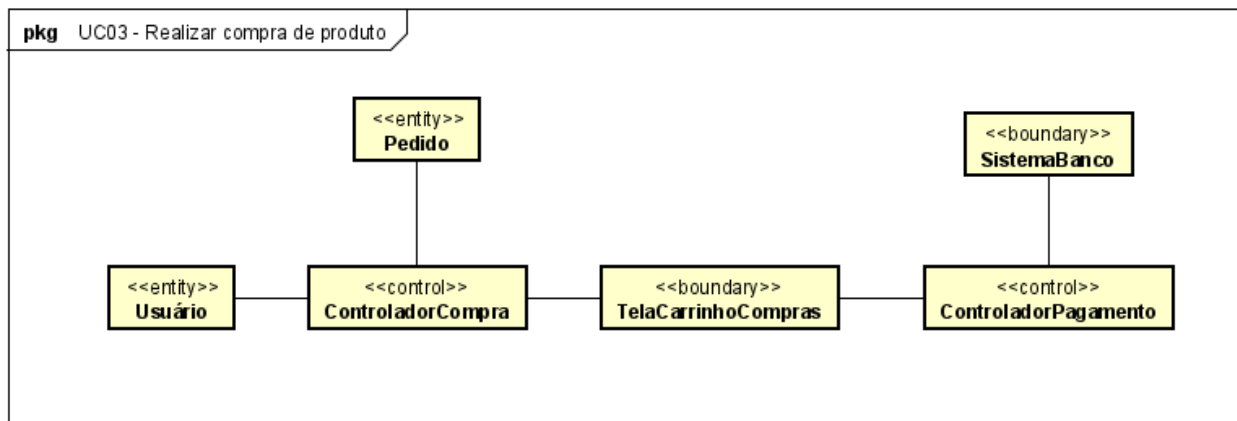 pkg UC03 - Realizar compra de produto
<<entity>>
Pedido
<<boundary>>
SistemaBanco
<<entity>>
Usuário
<<control>>
ControladorCompra
<<boundary>>
TelaCarrinhoCompras
<<control>>
ControladorPagamento